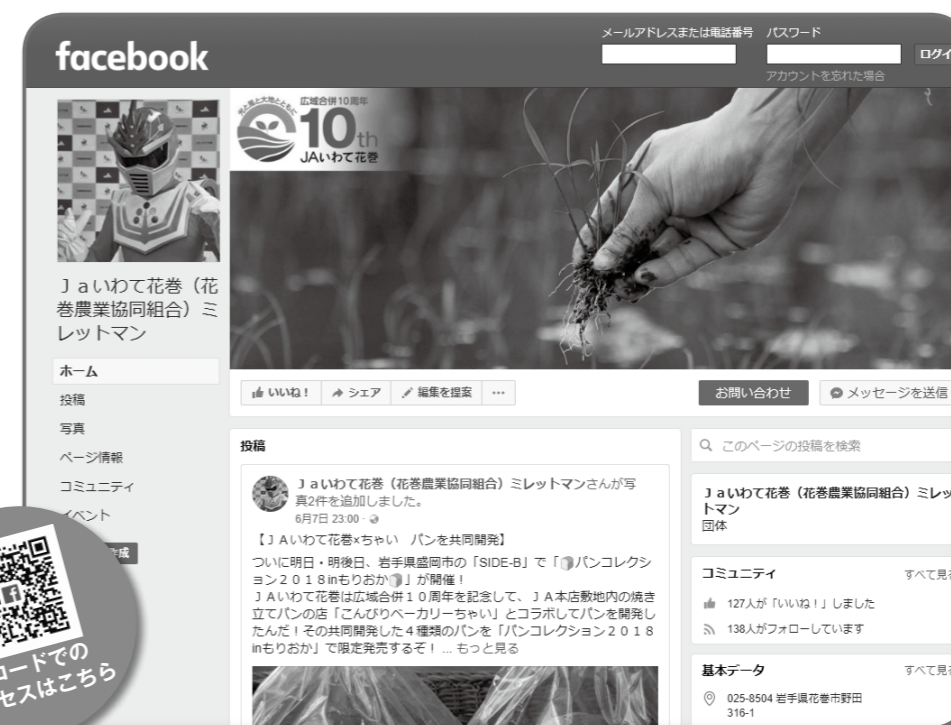 facebook
メールアドレスまたは電話番号 パスワード
ログイ
アカウントを忘れた場合
光と風と大地とともに
広域合併10周年
10th
JAいわて花巻
Ｊａいわて花巻（花
巻農業協同組合）ミ
レットマン
ホーム
投稿
写真
ページ情報
コミュニティ
イベント
成
いいね！ シェア 編集を提案 …
お問い合わせ メッセージを送信
投稿
Ｊａいわて花巻（花巻農業協同組合）ミレットマンさんが写
真2件を追加しました。
6月7日 23:00 ·
【ＪＡいわて花巻×ちゃい　パンを共同開発】
ついに明日・明後日、岩手県盛岡市の「SIDE-B」で「パンコレクシ
ョン２０１８inもりおか」が開催！
ＪＡいわて花巻は広域合併１０周年を記念して、ＪＡ本店敷地内の焼き
立てパンの店「こんびりベーカリーちゃい」とコラボしてパンを開発し
たんだ！その共同開発した４種類のパンを「パンコレクション２０１８
inもりおか」で限定発売するぞ！ ... もっと見る
このページの投稿を検索
Ｊａいわて花巻（花巻農業協同組合）ミレッ
トマン
団体
コミュニティ すべて見る
127人が「いいね！」しました
138人がフォローしています
基本データ すべて見る
025-8504 岩手県花巻市野田
316-1
コードでの
セスはこちら